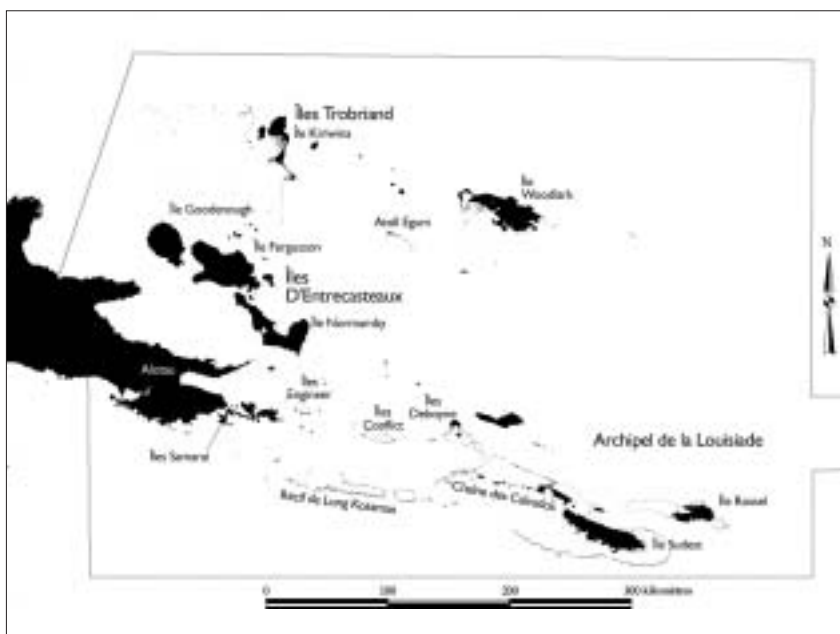 Îles Trobriand
Île Kiriwina
Île
Woodlark
Île Goodenough
Atoll Egum
Île Fergusson
N
Îles
D'Entrecasteaux
Île Normanby
Alotau
Îles
Engineer
Îles
Conflict
Îles
Deboyne
Archipel de la Louisiade
Îles Samarai
Récif de Long Kossmann
Chaîne des Calvados
Île Rossel
Île Sudest
0 100 200 300 kilomètres